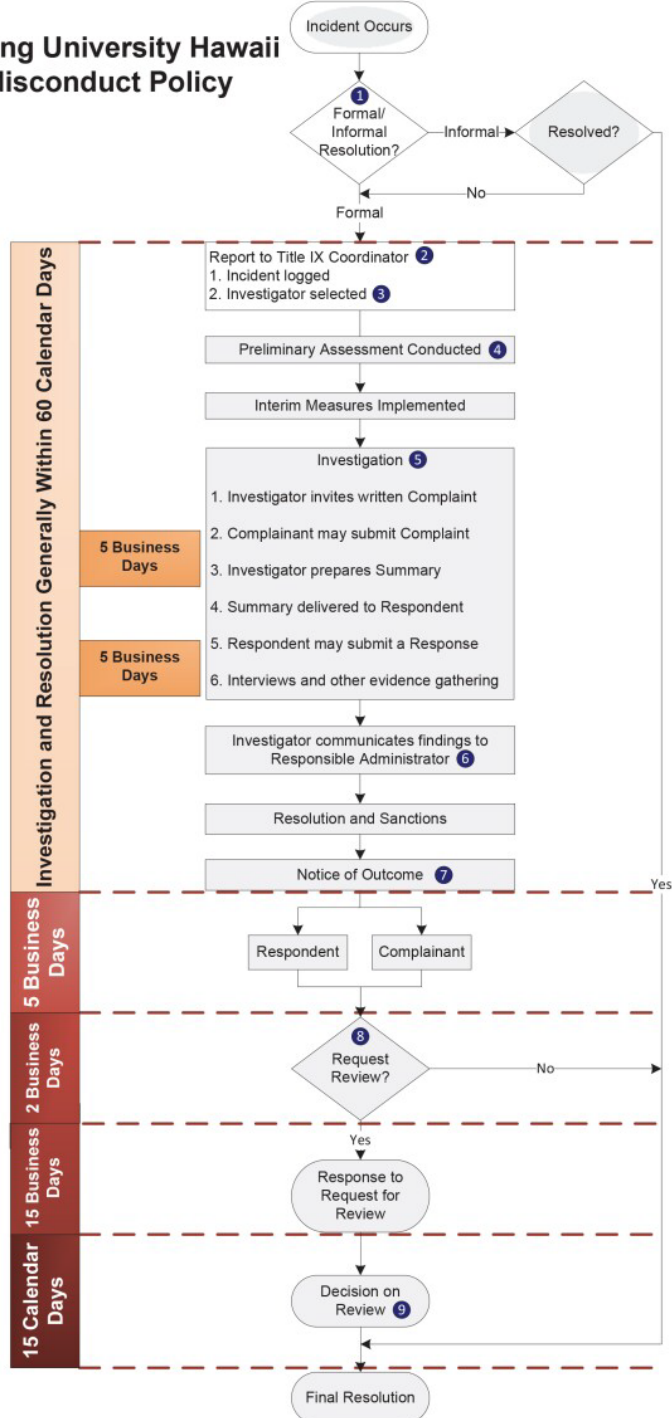 Incident Occurs
ng University Hawaii
isconduct Policy
1
Formal/
Informal
Resolution?
Informal
Resolved?
No
Formal
Investigation and Resolution Generally Within 60 Calendar Days
Report to Title IX Coordinator 2
1. Incident logged
2. Investigator selected 3
Preliminary Assessment Conducted 4
Interim Measures Implemented
Investigation 5
1. Investigator invites written Complaint
2. Complainant may submit Complaint
5 Business
Days
3. Investigator prepares Summary
4. Summary delivered to Respondent
5. Respondent may submit a Response
5 Business
Days
6. Interviews and other evidence gathering
Investigator communicates findings to
Responsible Administrator 6
Resolution and Sanctions
Notice of Outcome 7
Yes
5 Business
Days
Respondent
Complainant
2 Business
Days
8
Request
Review?
No
Yes
15 Business
Days
Response to
Request for
Review
15 Calendar
Days
Decision on
Review 9
Final Resolution